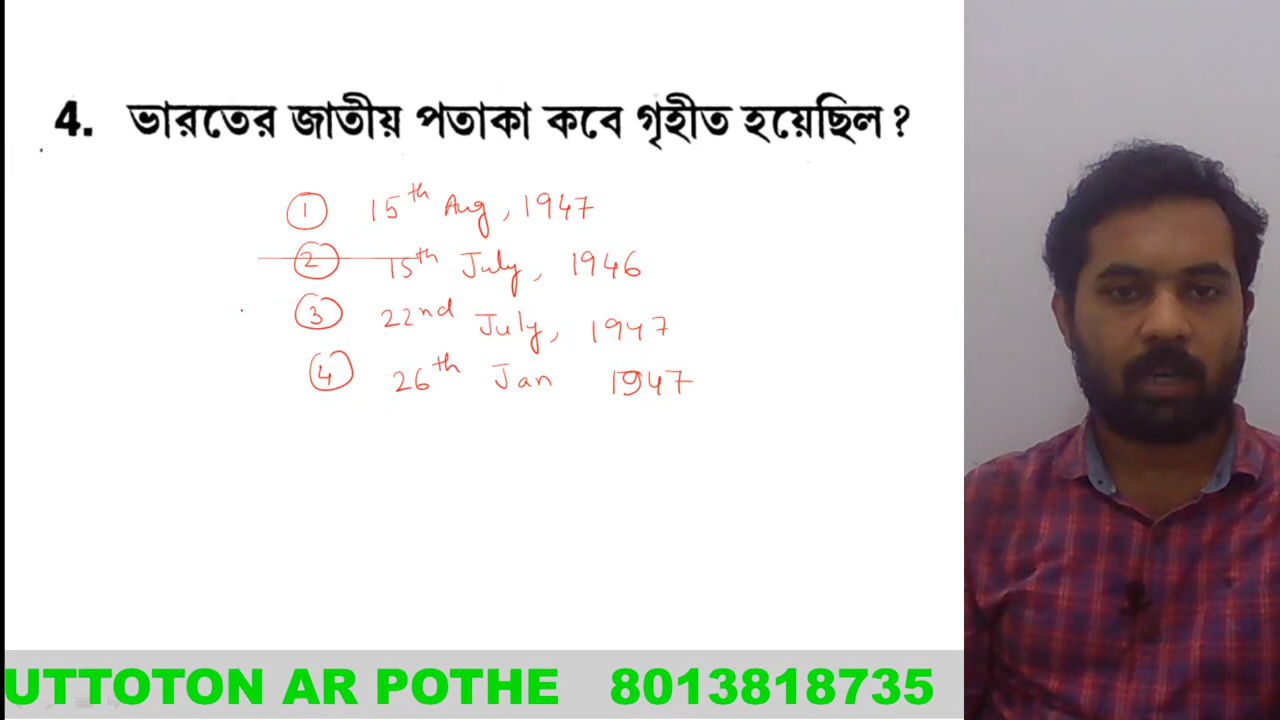 4. ভারতের জাতীয় পতাকা কবে গৃহীত হয়েছিল ?
1 15th Aug, 1947
2 15th July, 1946
3 22nd July, 1947
4 26th Jan 1947
UTTOTON AR POTHE 8013818735